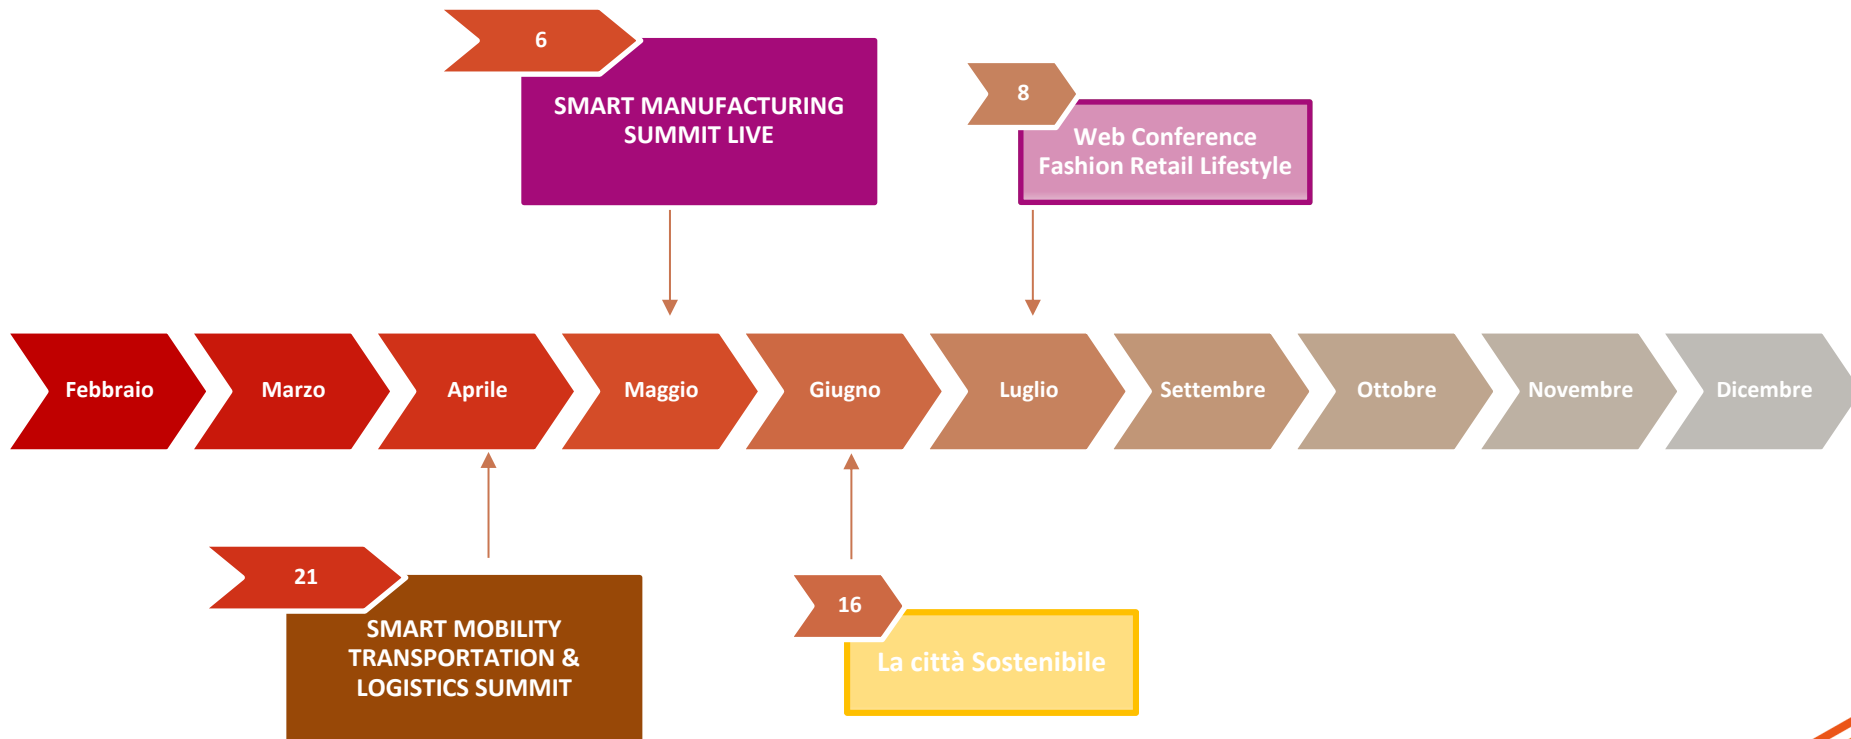 6
SMART MANUFACTURING
SUMMIT LIVE
8
Web Conference
Fashion Retail Lifestyle
Febbraio
Marzo
Aprile
Maggio
Giugno
Luglio
Settembre
Ottobre
Novembre
Dicembre
21
SMART MOBILITY
TRANSPORTATION &
LOGISTICS SUMMIT
16
La città Sostenibile